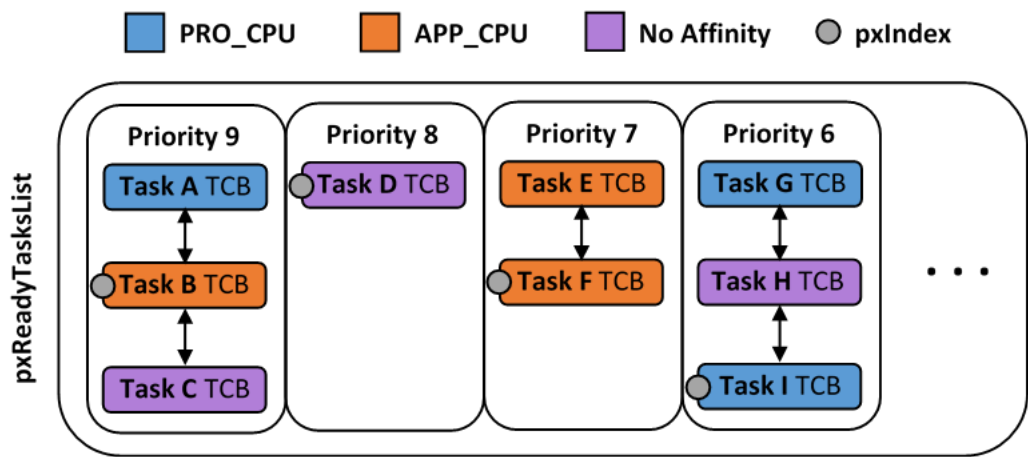 PRO_CPU APP_CPU No Affinity pxIndex
pxReadyTasksList
Priority 9 Priority 8 Priority 7 Priority 6
Task A TCB Task D TCB Task E TCB Task G TCB
Task B TCB Task F TCB Task H TCB
Task C TCB Task I TCB
...